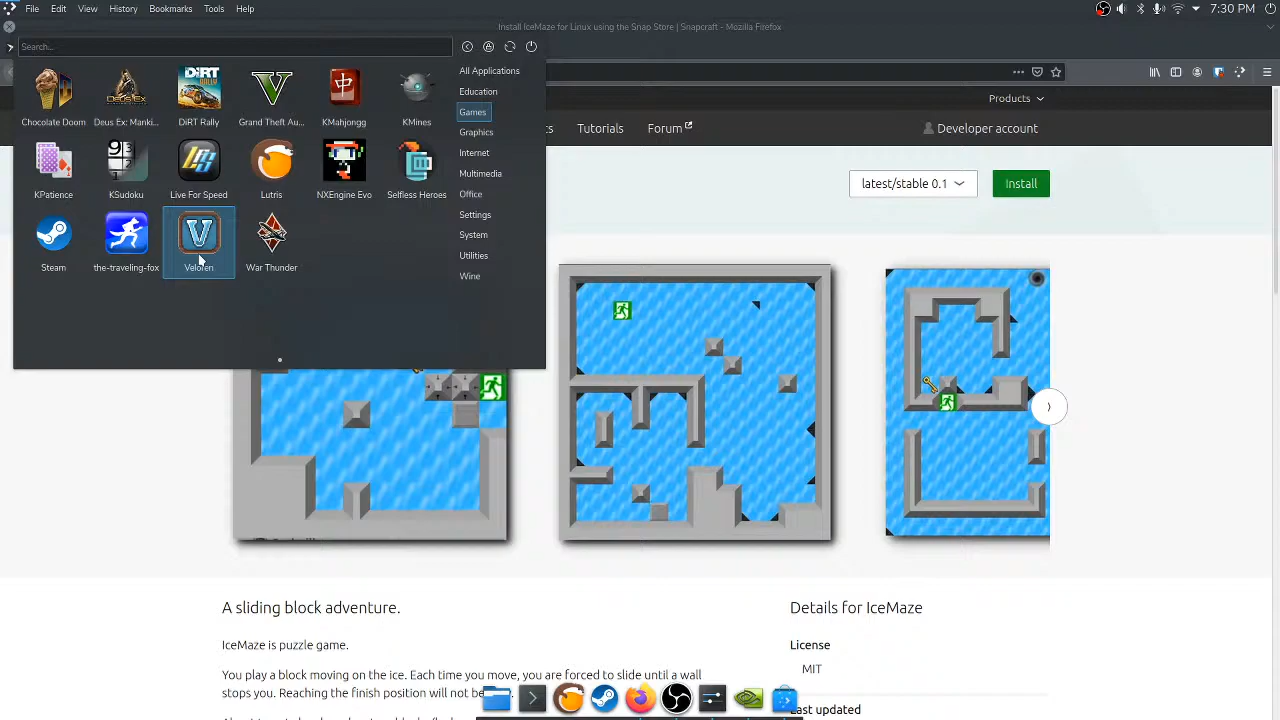 File Edit View History Bookmarks Tools Help
7:30 PM
Install IceMaze for Linux using the Snap Store | Snapcraft - Mozilla Firefox
Search...
All Applications
Education
Games
Graphics
Internet
Multimedia
Office
Settings
System
Utilities
Wine
Chocolate Doom
Deus Ex: Manki...
DiRT Rally
Grand Theft Au...
KMahjongg
KMines
KPatience
KSudoku
Live For Speed
Lutris
NXEngine Evo
Selfless Heroes
Steam
the-traveling-fox
Veloren
War Thunder
Products
Tutorials
Forum
Developer account
latest/stable 0.1
Install
A sliding block adventure.
IceMaze is puzzle game.
You play a block moving on the ice. Each time you move, you are forced to slide until a wall
stops you. Reaching the finish position will not be
Details for IceMaze
License
MIT
Last updated